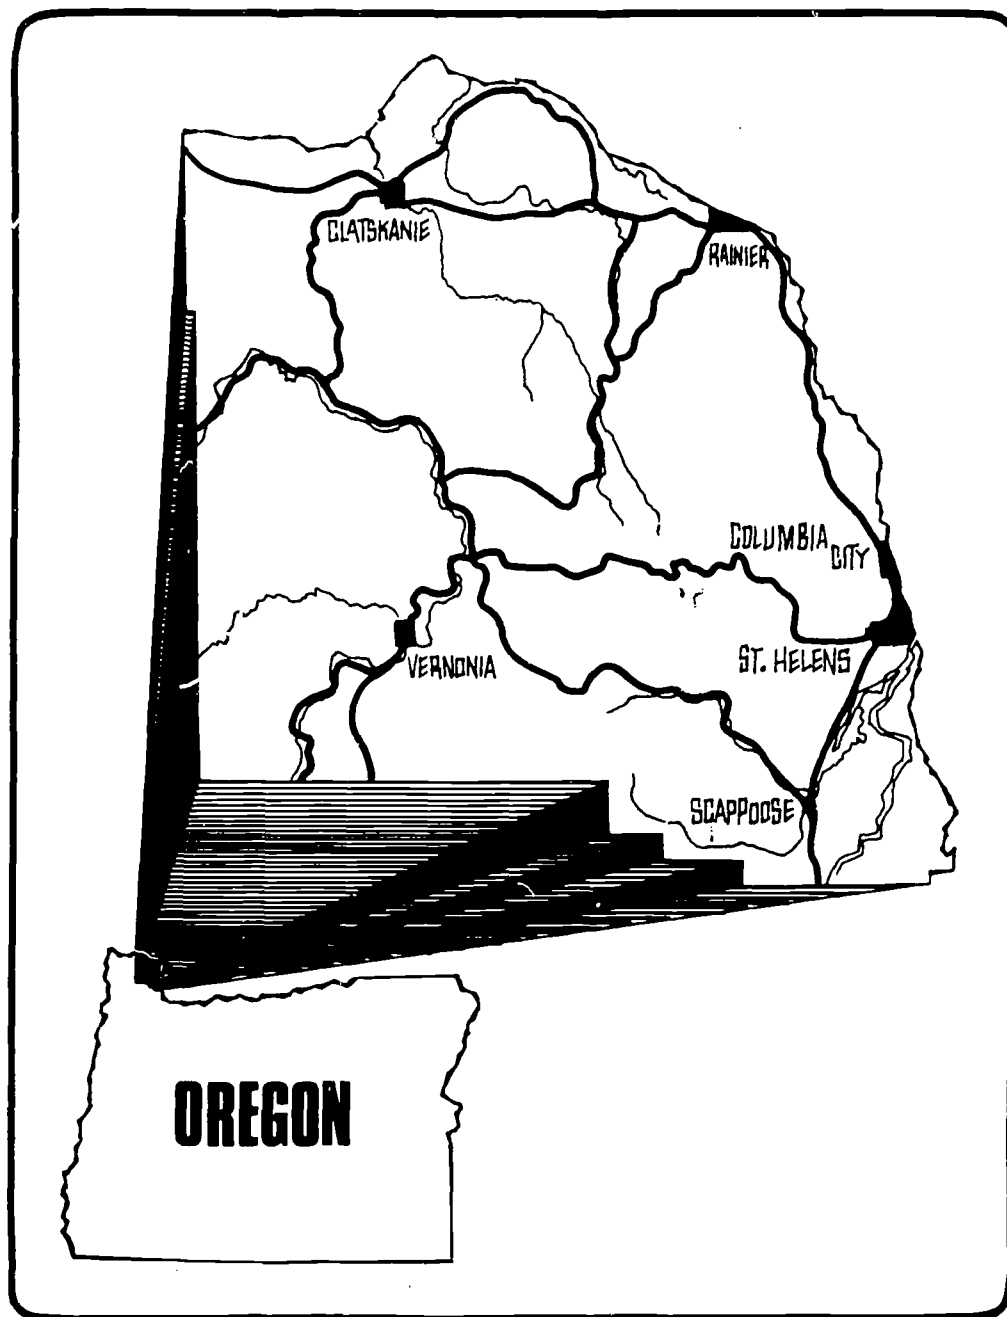 CLATSKANIE
RAINIER
COLUMBIA
CITY
VERNONIA
ST. HELENS
SCAPPOOSE
OREGON